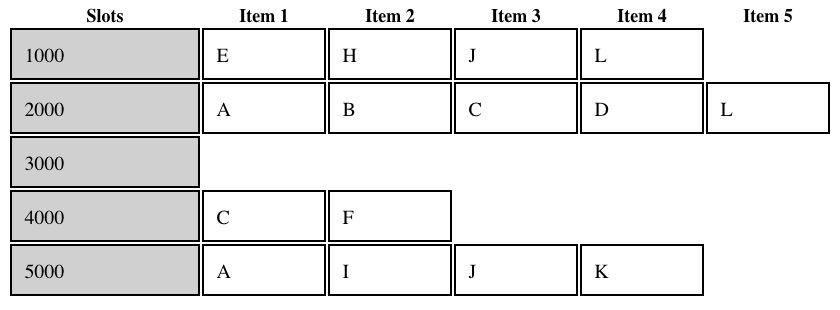 Slots Item 1 Item 2 Item 3 Item 4 Item 5
1000 E H J L
2000 A B C D L
3000
4000 C F
5000 A I J K